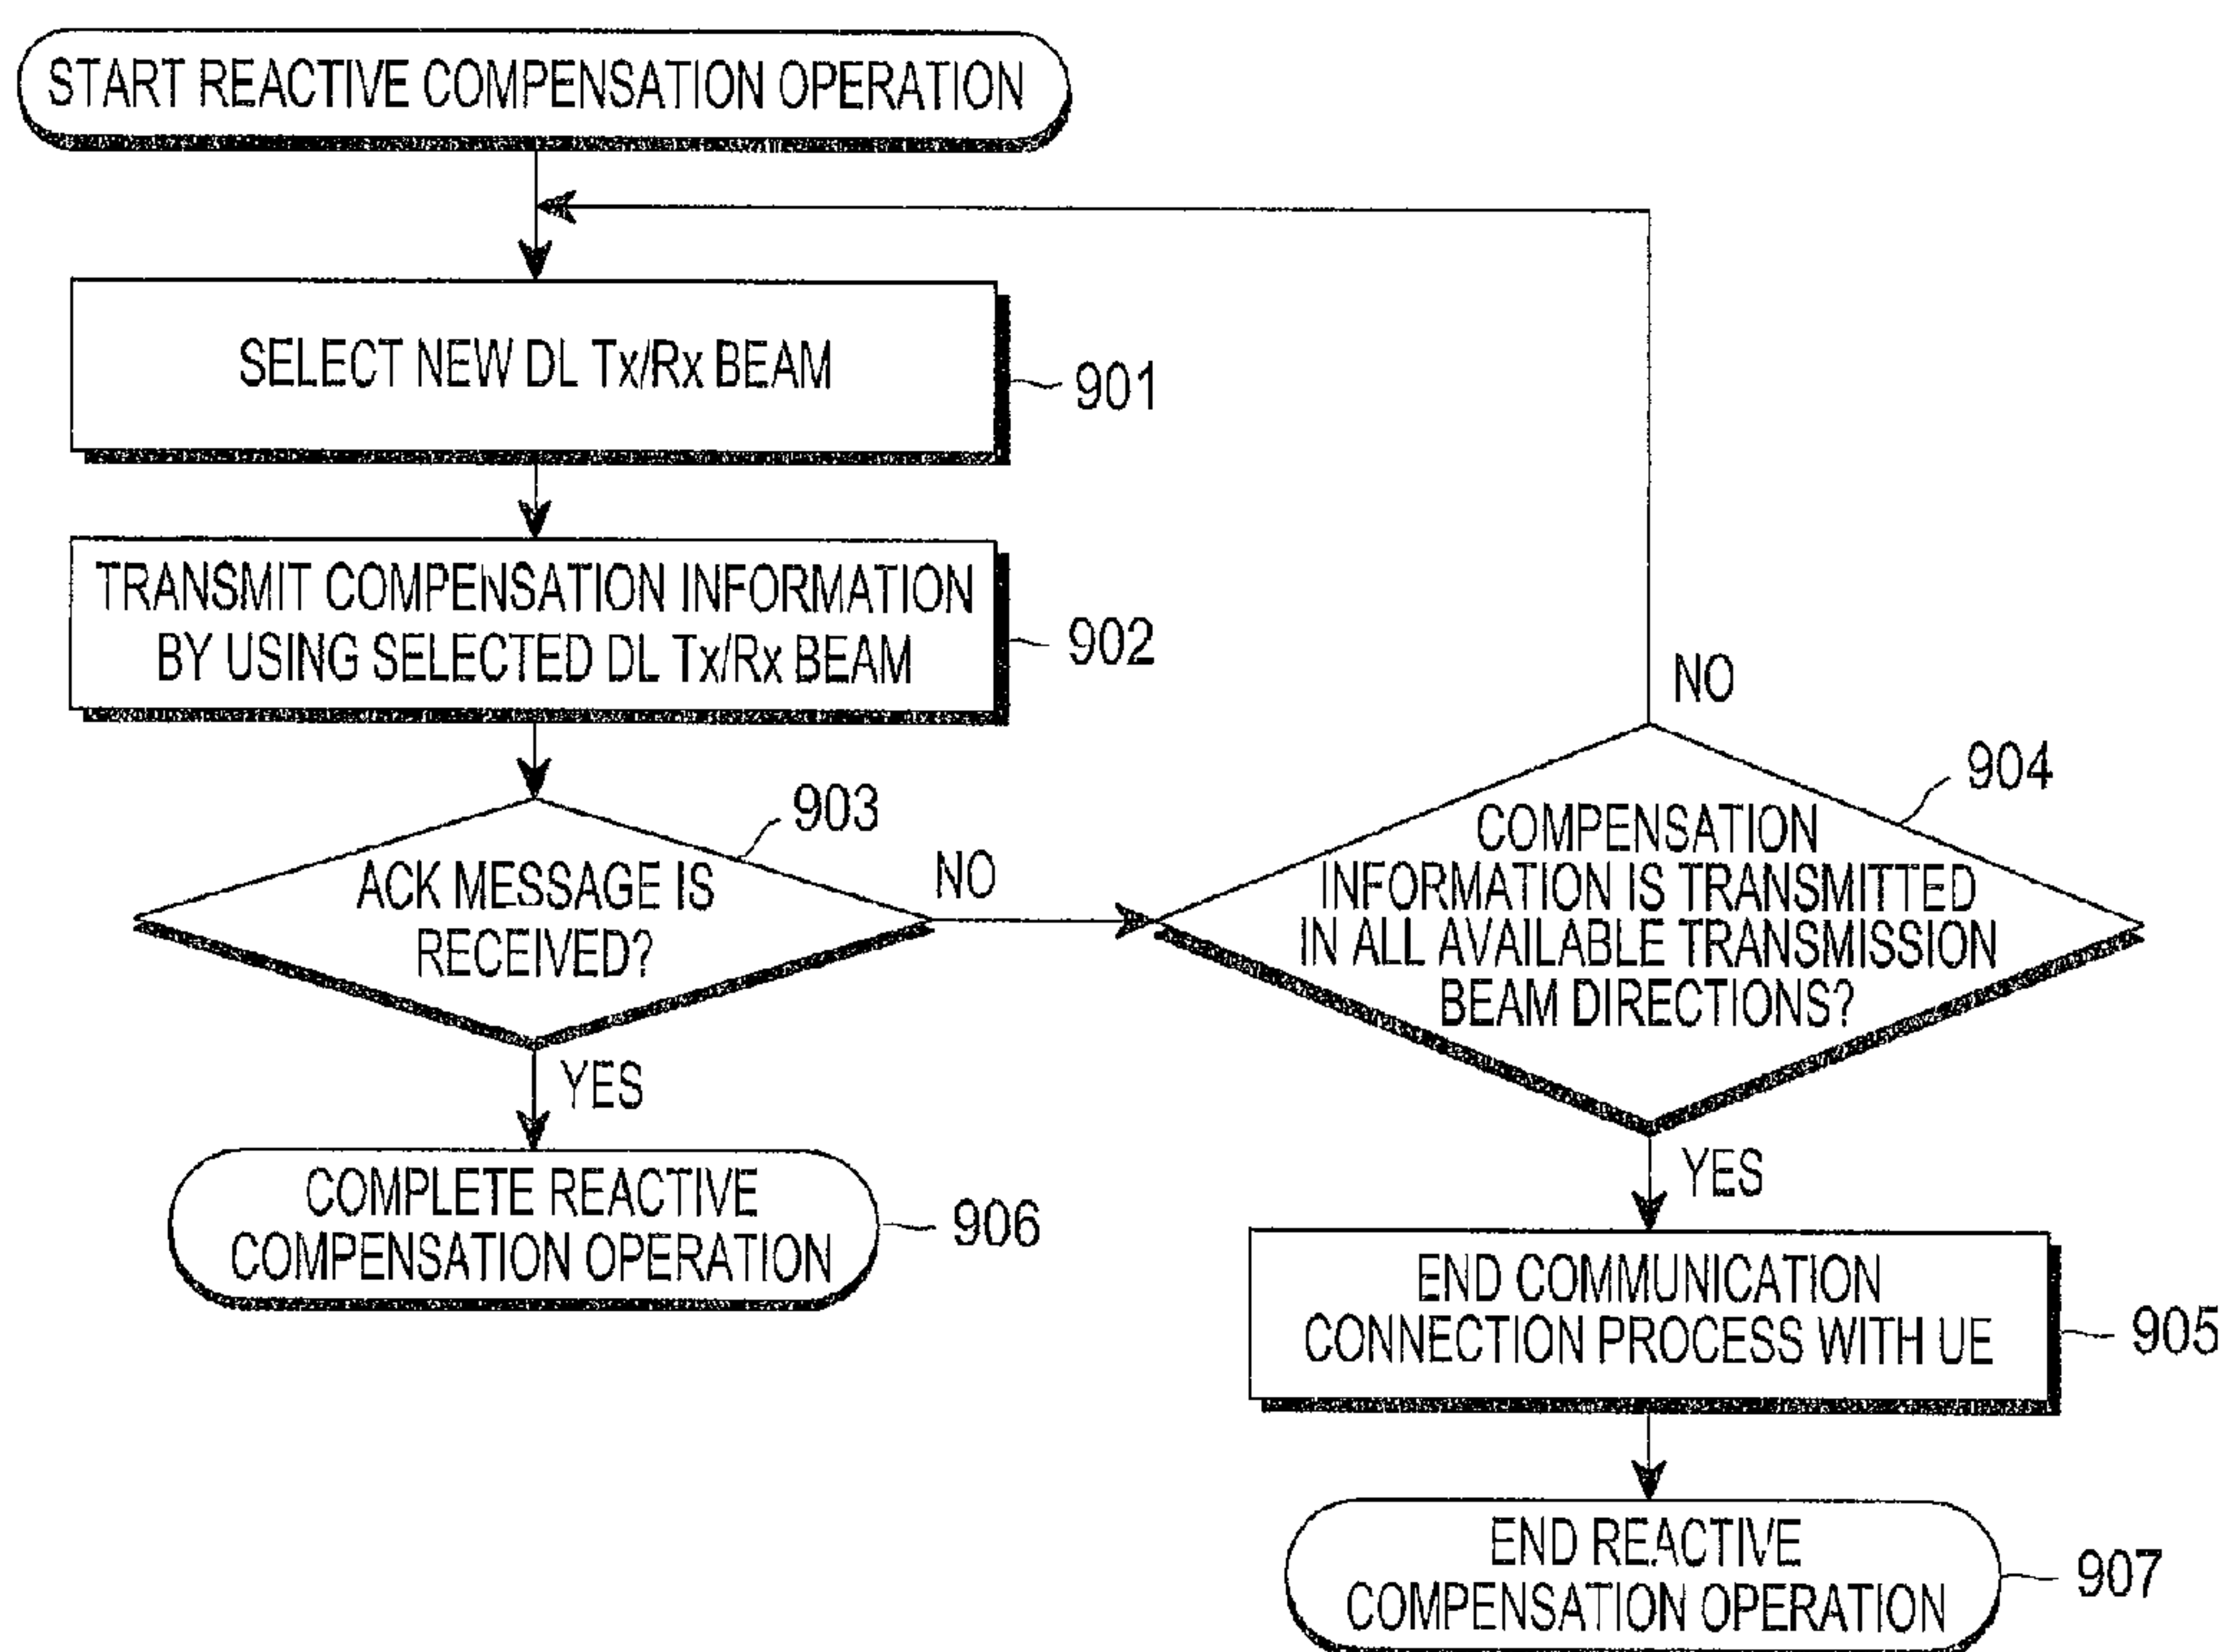 START REACTIVE COMPENSATION OPERATION
SELECT NEW DL Tx/Rx BEAM
901
TRANSMIT COMPENSATION INFORMATION
BY USING SELECTED DL Tx/Rx BEAM
902
903
ACK MESSAGE IS
RECEIVED?
NO
YES
NO
904
COMPENSATION
INFORMATION IS TRANSMITTED
IN ALL AVAILABLE TRANSMISSION
BEAM DIRECTIONS?
YES
COMPLETE REACTIVE
COMPENSATION OPERATION
906
END COMMUNICATION
CONNECTION PROCESS WITH UE
905
END REACTIVE
COMPENSATION OPERATION
907